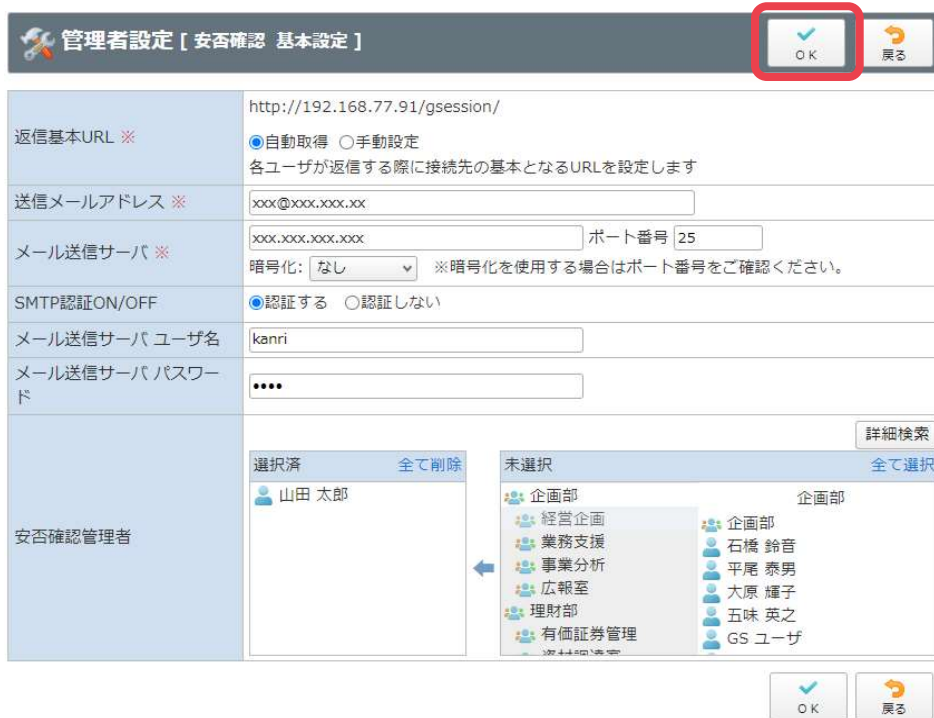 管理者設定 [ 安否確認 基本設定 ]
OK
戻る
http://192.168.77.91/gsession/
返信基本URL ※
自動取得 手動設定
各ユーザが返信する際に接続先の基本となるURLを設定します
送信メールアドレス ※
xxx@xxx.xxx.xx
メール送信サーバ ※
xxx.xxx.xxx.xxx ポート番号 25
暗号化: なし ※暗号化を使用する場合はポート番号をご確認ください。
SMTP認証ON/OFF
認証する 認証しない
メール送信サーバ ユーザ名
kanri
メール送信サーバ パスワー
ド
••••
安否確認管理者
詳細検索
選択済 全て削除
山田 太郎
未選択 全て選択
企画部
経営企画
業務支援
事業分析
広報室
理財部
有価証券管理
企画部
企画部
石橋 鈴音
平尾 泰男
大原 輝子
五味 英之
GS ユーザ
OK
戻る